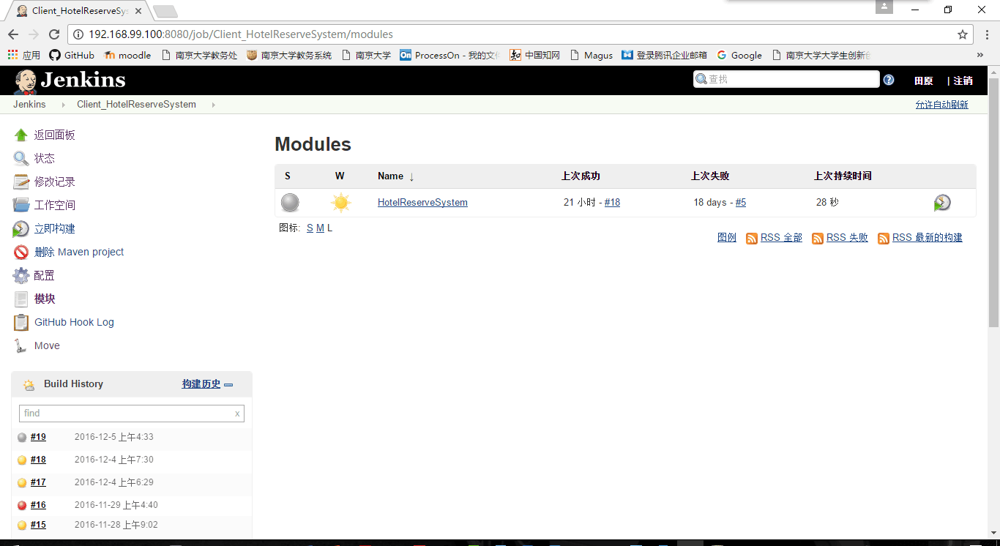 Client_HotelReserveSys
192.168.99.100:8080/job/Client_HotelReserveSystem/modules
应用 GitHub moodle 南京大学教务处 南京大学教务系统 南京大学 On ProcessOn - 我的文 中国知网 Magus 登录腾讯企业邮箱 Google 南京大学大学生创新 »
Jenkins 查找 ? 田原 | 注销
Jenkins Client_HotelReserveSystem 允许自动刷新
返回面板
状态
修改记录
工作空间
立即构建
删除 Maven project
配置
模块
GitHub Hook Log
Move
Modules
S W Name ↓ 上次成功 上次失败 上次持续时间
HotelReserveSystem 21 小时 - #18 18 days - #5 28 秒
图标: S M L
图例 RSS 全部 RSS 失败 RSS 最新的构建
Build History 构建历史
find x
#19 2016-12-5 上午4:33
#18 2016-12-4 上午7:30
#17 2016-12-4 上午6:29
#16 2016-11-29 上午4:40
#15 2016-11-28 上午9:02